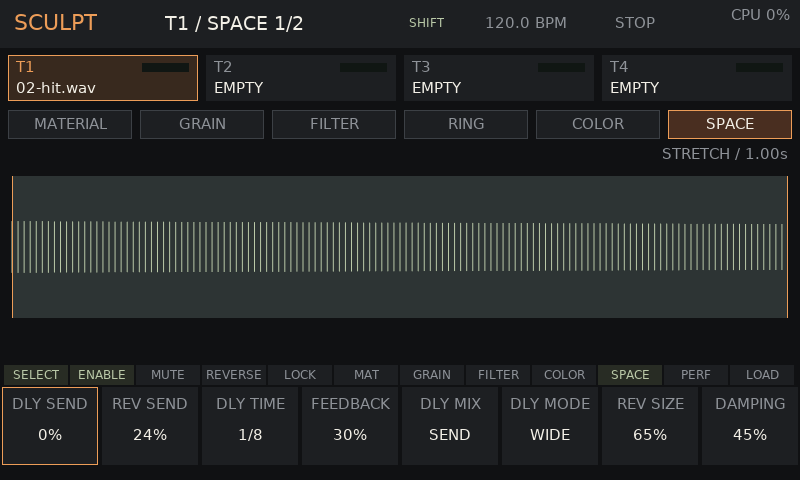 SCULPT T1 / SPACE 1/2 SHIFT 120.0 BPM STOP CPU 0%
T1 T2 T3 T4
02-hit.wav EMPTY EMPTY EMPTY
MATERIAL GRAIN FILTER RING COLOR SPACE
STRETCH / 1.00s
SELECT ENABLE MUTE REVERSE LOCK MAT GRAIN FILTER COLOR SPACE PERF LOAD
DLY SEND REV SEND DLY TIME FEEDBACK DLY MIX DLY MODE REV SIZE DAMPING
0% 24% 1/8 30% SEND WIDE 65% 45%